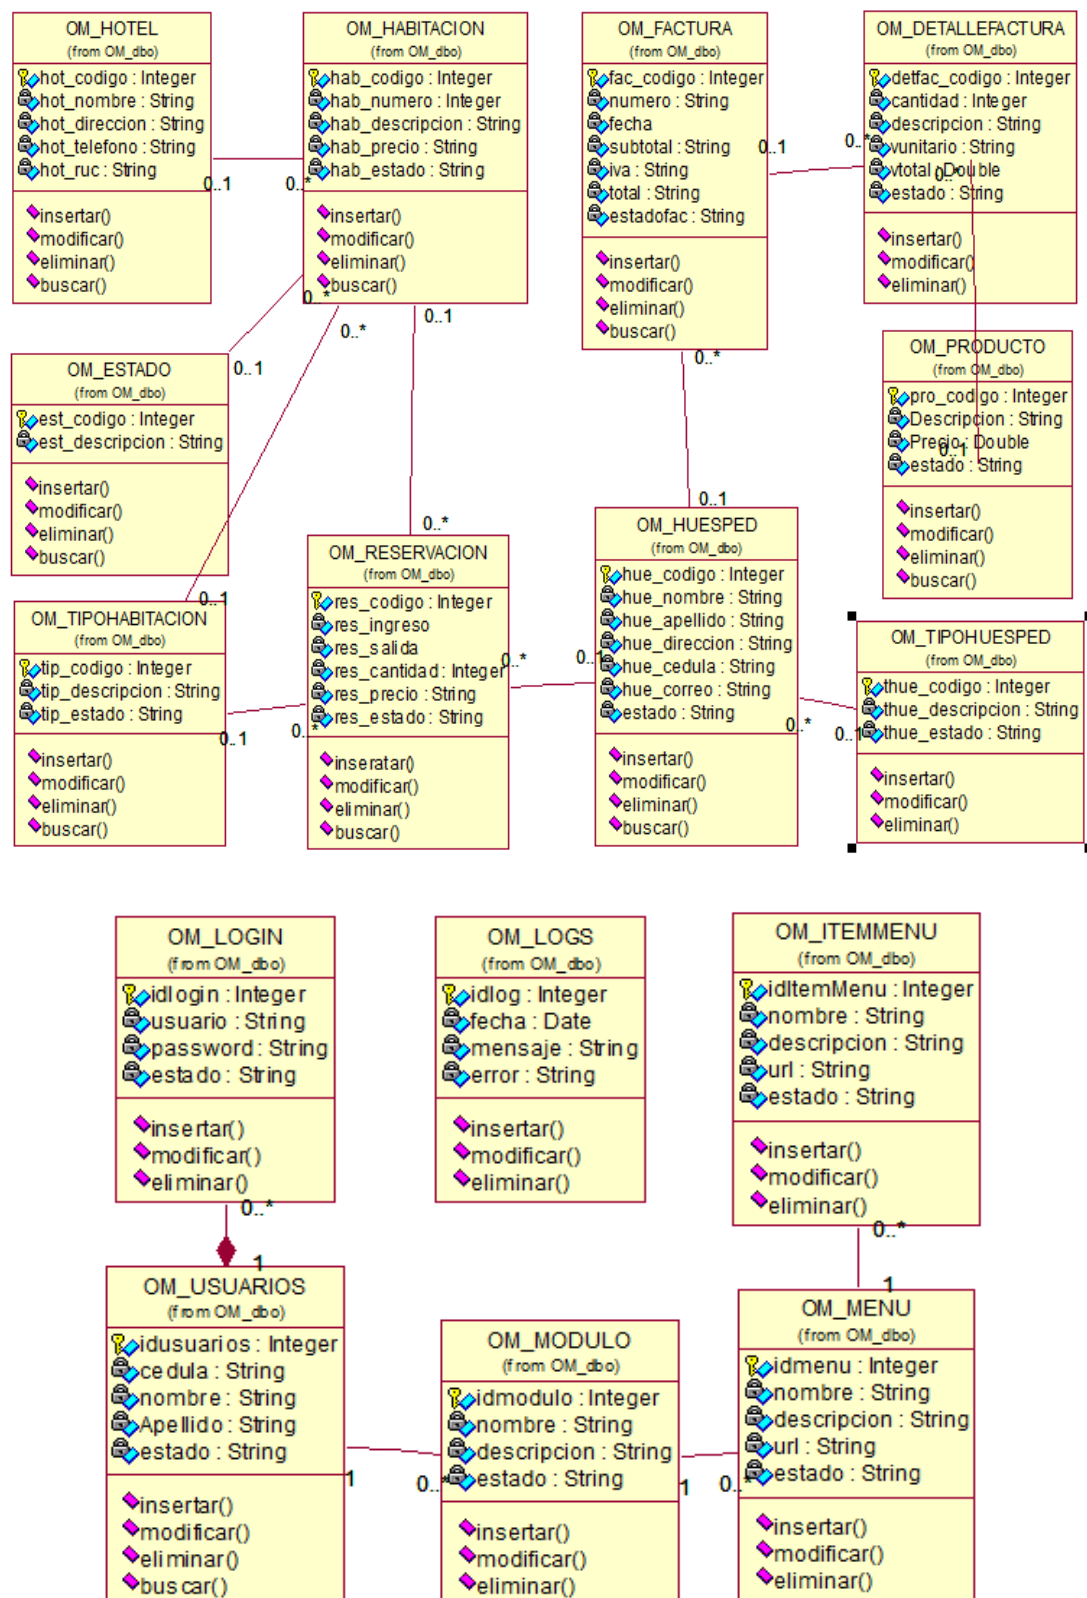 OM_HOTEL
(from OM_dbo)
hot_codigo : Integer
hot_nombre : String
hot_direccion : String
hot_telefono : String
hot_ruc : String
insertar()
modificar()
eliminar()
buscar()
0..1
0..*
OM_HABITACION
(from OM_dbo)
hab_codigo : Integer
hab_numero : Integer
hab_descripcion : String
hab_precio : String
hab_estado : String
insertar()
modificar()
eliminar()
buscar()
0..*
0..*
0..1
OM_FACTURA
(from OM_dbo)
fac_codigo : Integer
numero : String
fecha
subtotal : String
iva : String
total : String
estadofac : String
insertar()
modificar()
eliminar()
buscar()
0..1
0..*
0..*
OM_DETALLEFACTURA
(from OM_dbo)
detfac_codigo : Integer
cantidad : Integer
descripcion : String
vunitario : String
vtotal : Double
0..*
estado : String
insertar()
modificar()
eliminar()
OM_ESTADO
(from OM_dbo)
est_codigo : Integer
est_descripcion : String
insertar()
modificar()
eliminar()
buscar()
0..1
OM_PRODUCTO
(from OM_dbo)
pro_codigo : Integer
Descripcion : String
Precio : Double
0..1
estado : String
insertar()
modificar()
eliminar()
buscar()
OM_TIPOHABITACION
(from OM_dbo)
tip_codigo : Integer
tip_descripcion : String
tip_estado : String
insertar()
modificar()
eliminar()
buscar()
0..1
0..1
0..*
OM_RESERVACION
(from OM_dbo)
res_codigo : Integer
res_ingreso
res_salida
res_cantidad : Integer
res_precio : String
res_estado : String
inseratar()
modificar()
eliminar()
buscar()
0..*
0..*
0..1
OM_HUESPED
(from OM_dbo)
hue_codigo : Integer
hue_nombre : String
hue_apellido : String
hue_direccion : String
hue_cedula : String
hue_correo : String
estado : String
insertar()
modificar()
eliminar()
buscar()
0..1
0..*
0..1
OM_TIPOHUESPED
(from OM_dbo)
thue_codigo : Integer
thue_descripcion : String
thue_estado : String
insertar()
modificar()
eliminar()
OM_LOGIN
(from OM_dbo)
idlogin : Integer
usuario : String
password : String
estado : String
insertar()
modificar()
eliminar()
0..*
1
OM_LOGS
(from OM_dbo)
idlog : Integer
fecha : Date
mensaje : String
error : String
insertar()
modificar()
eliminar()
OM_ITEMMENU
(from OM_dbo)
idItemMenu : Integer
nombre : String
descripcion : String
url : String
estado : String
insertar()
modificar()
eliminar()
0..*
1
OM_USUARIOS
(from OM_dbo)
idusuarios : Integer
cedula : String
nombre : String
Apellido : String
estado : String
insertar()
modificar()
eliminar()
buscar()
1
0..*
OM_MODULO
(from OM_dbo)
idmodulo : Integer
nombre : String
descripcion : String
estado : String
insertar()
modificar()
eliminar()
1
0..*
OM_MENU
(from OM_dbo)
idmenu : Integer
nombre : String
descripcion : String
url : String
estado : String
insertar()
modificar()
eliminar()